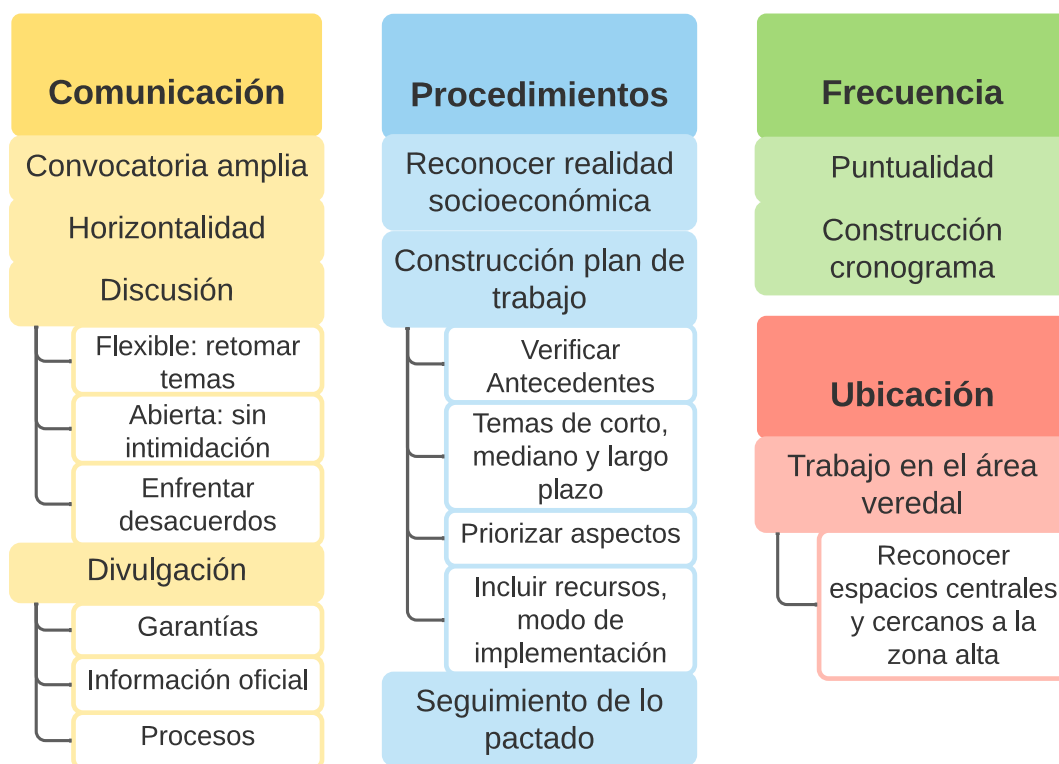 Comunicación
Convocatoria amplia
Horizontalidad
Discusión
Flexible: retomar
temas
Abierta: sin
intimidación
Enfrentar
desacuerdos
Divulgación
Garantías
Información oficial
Procesos
Procedimientos
Reconocer realidad
socioeconómica
Construcción plan de
trabajo
Verificar
Antecedentes
Temas de corto,
mediano y largo
plazo
Priorizar aspectos
Incluir recursos,
modo de
implementación
Seguimiento de lo
pactado
Frecuencia
Puntualidad
Construcción
cronograma
Ubicación
Trabajo en el área
veredal
Reconocer
espacios centrales
y cercanos a la
zona alta